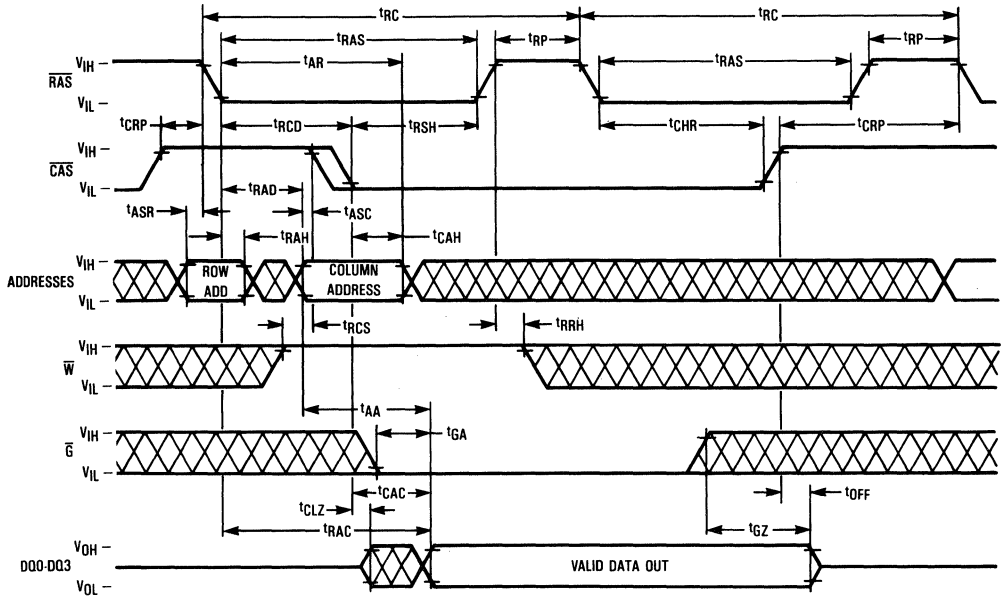 tRC tRC
tRAS tRP tRP
tAR tRAS
VIH
RAS
VIL
tCRP tRCD tRSH tCHR tCRP
VIH
CAS
VIL
tRAD
tASR tASC
tRAH tCAH
VIH
ADDRESSES
VIL
ROW ADD
COLUMN ADDRESS
tRCS tRRH
VIH
W
VIL
tAA
tGA
VIH
G
VIL
tCAC tOFF
tCLZ
tRAC tGZ
VOH
DQ0-DQ3
VOL
VALID DATA OUT